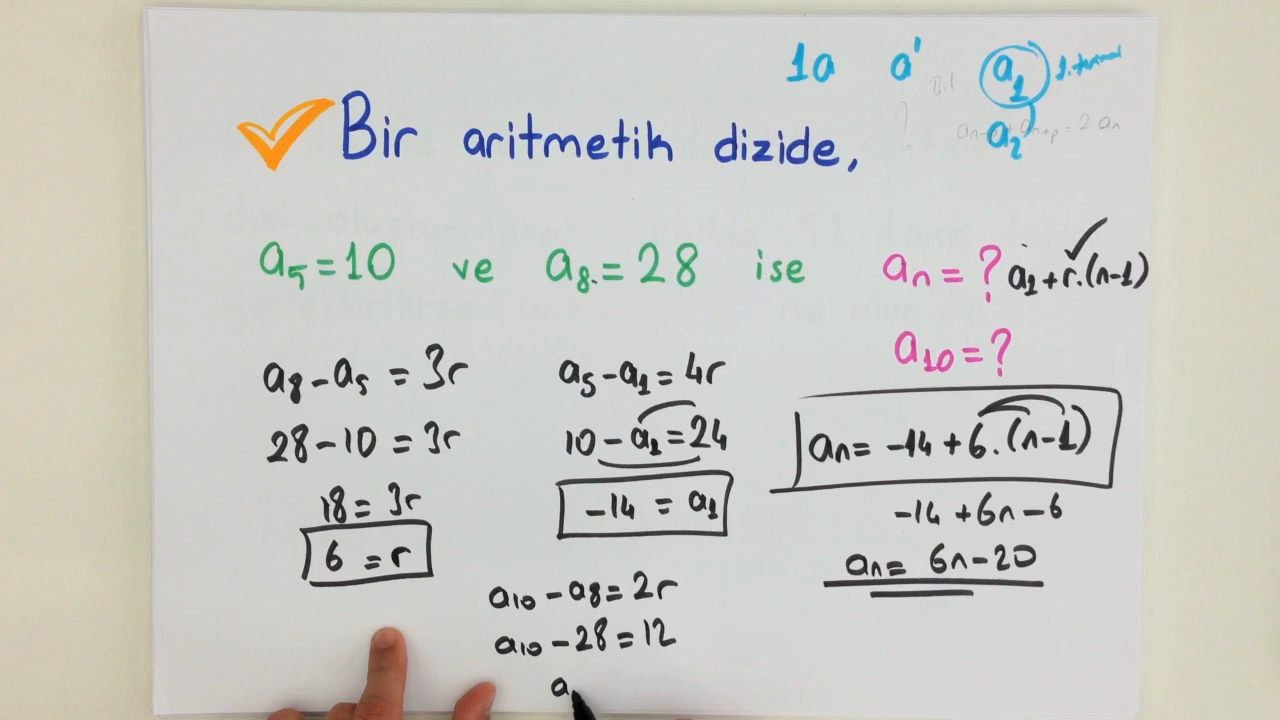 1a a' a₁ 1. terim
a₂
Bir aritmetik dizide,
a₅=10 ve a₈=28 ise aₙ=? a₁+r.(n-1)
a₁₀=?
a₈-a₅=3r
28-10=3r
18=3r
6=r
a₅-a₁=4r
10-a₁=24
-14=a₁
aₙ=-14+6.(n-1)
-14+6n-6
aₙ=6n-20
a₁₀-a₈=2r
a₁₀-28=12
a